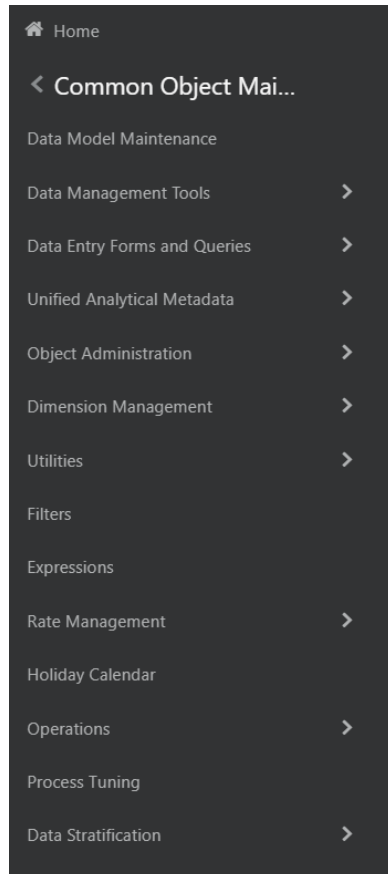 Home
Common Object Mai...
Data Model Maintenance
Data Management Tools
Data Entry Forms and Queries
Unified Analytical Metadata
Object Administration
Dimension Management
Utilities
Filters
Expressions
Rate Management
Holiday Calendar
Operations
Process Tuning
Data Stratification